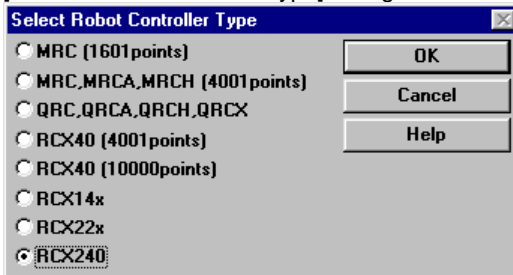 Select Robot Controller Type
MRC (1601points)
MRC,MRCA,MRCH (4001points)
QRC,QRCA,QRCH,QRCX
RCX40 (4001points)
RCX40 (10000points)
RCX14x
RCX22x
RCX240
OK
Cancel
Help